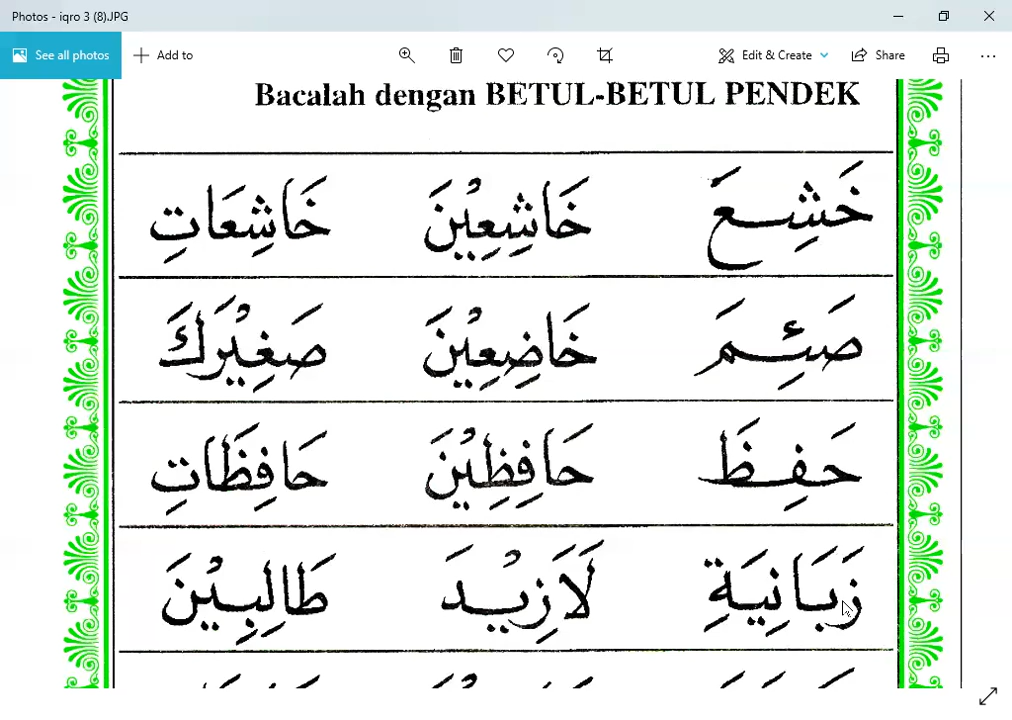 Photos - iqro 3 (8).JPG
See all photos
Add to
Edit & Create
Share
Bacalah dengan BETUL-BETUL PENDEK
خَشِعَ خَاشِعِيْنَ خَاشِعَاتِ
صَئِمَ خَاضِعِيْنَ صَغِيْرَكَ
حَفِظَ حَافِظِيْنَ حَافِظَاتِ
زَبَانِيَةِ لَازِيْدَ طَالِبِيْنَ